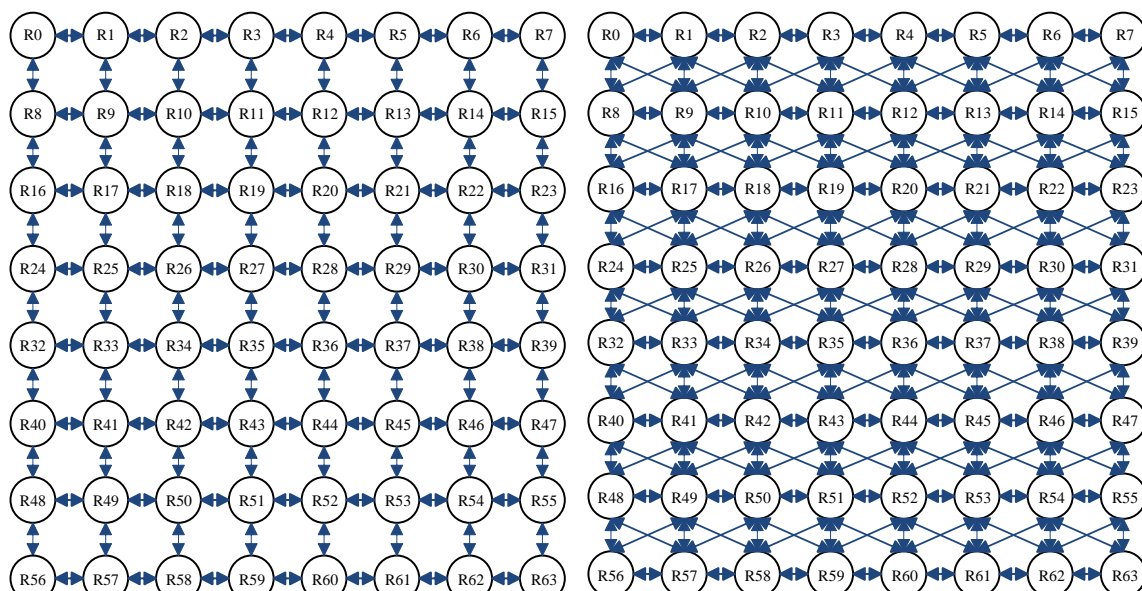 R0 R1 R2 R3 R4 R5 R6 R7 R0 R1 R2 R3 R4 R5 R6 R7
R8 R9 R10 R11 R12 R13 R14 R15 R8 R9 R10 R11 R12 R13 R14 R15
R16 R17 R18 R19 R20 R21 R22 R23 R16 R17 R18 R19 R20 R21 R22 R23
R24 R25 R26 R27 R28 R29 R30 R31 R24 R25 R26 R27 R28 R29 R30 R31
R32 R33 R34 R35 R36 R37 R38 R39 R32 R33 R34 R35 R36 R37 R38 R39
R40 R41 R42 R43 R44 R45 R46 R47 R40 R41 R42 R43 R44 R45 R46 R47
R48 R49 R50 R51 R52 R53 R54 R55 R48 R49 R50 R51 R52 R53 R54 R55
R56 R57 R58 R59 R60 R61 R62 R63 R56 R57 R58 R59 R60 R61 R62 R63